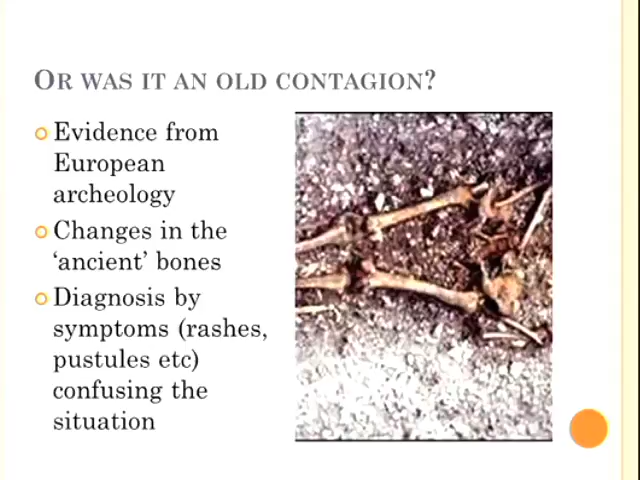 OR WAS IT AN OLD CONTAGION?
Evidence from
European
archeology
Changes in the
‘ancient’ bones
Diagnosis by
symptoms (rashes,
pustules etc)
confusing the
situation